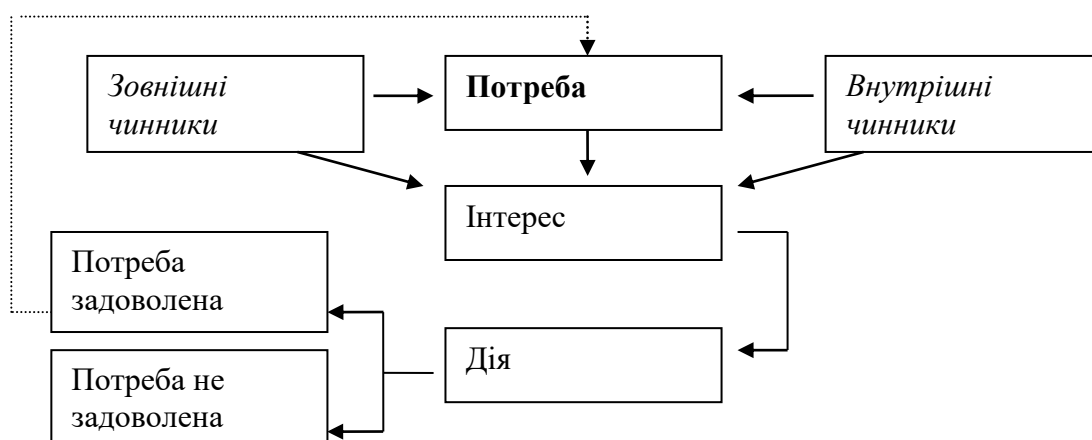 Зовнішні
чинники
Потреба
Внутрішні
чинники
Інтерес
Потреба
задоволена
Дія
Потреба не
задоволена